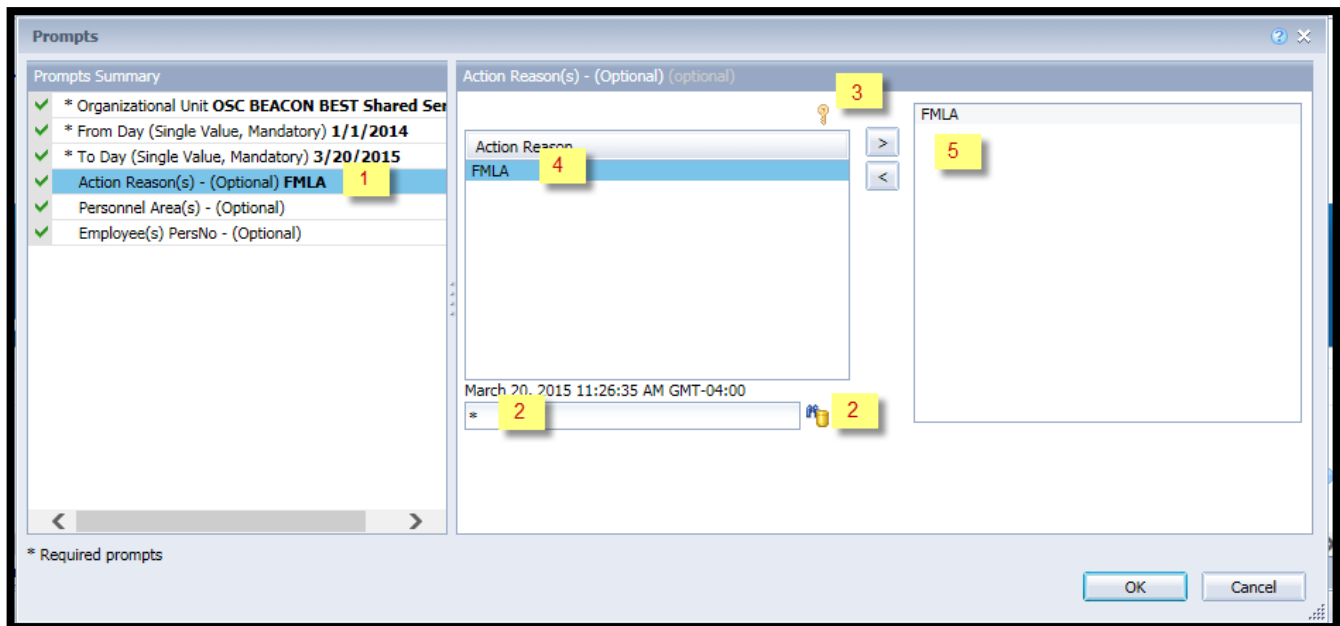 Prompts
Prompts Summary
* Organizational Unit OSC BEACON BEST Shared Ser
* From Day (Single Value, Mandatory) 1/1/2014
* To Day (Single Value, Mandatory) 3/20/2015
Action Reason(s) - (Optional) FMLA 1
Personnel Area(s) - (Optional)
Employee(s) PersNo - (Optional)
* Required prompts
Action Reason(s) - (Optional) (optional)
3
Action Reason
FMLA 4
>
<
FMLA
5
March 20, 2015 11:26:35 AM GMT-04:00
* 2
2
OK Cancel